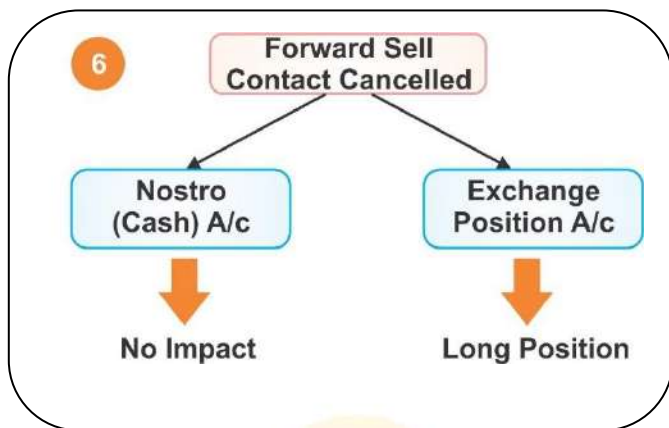 6
Forward Sell
Contact Cancelled
Nostro
(Cash) A/c
Exchange
Position A/c
No Impact
Long Position